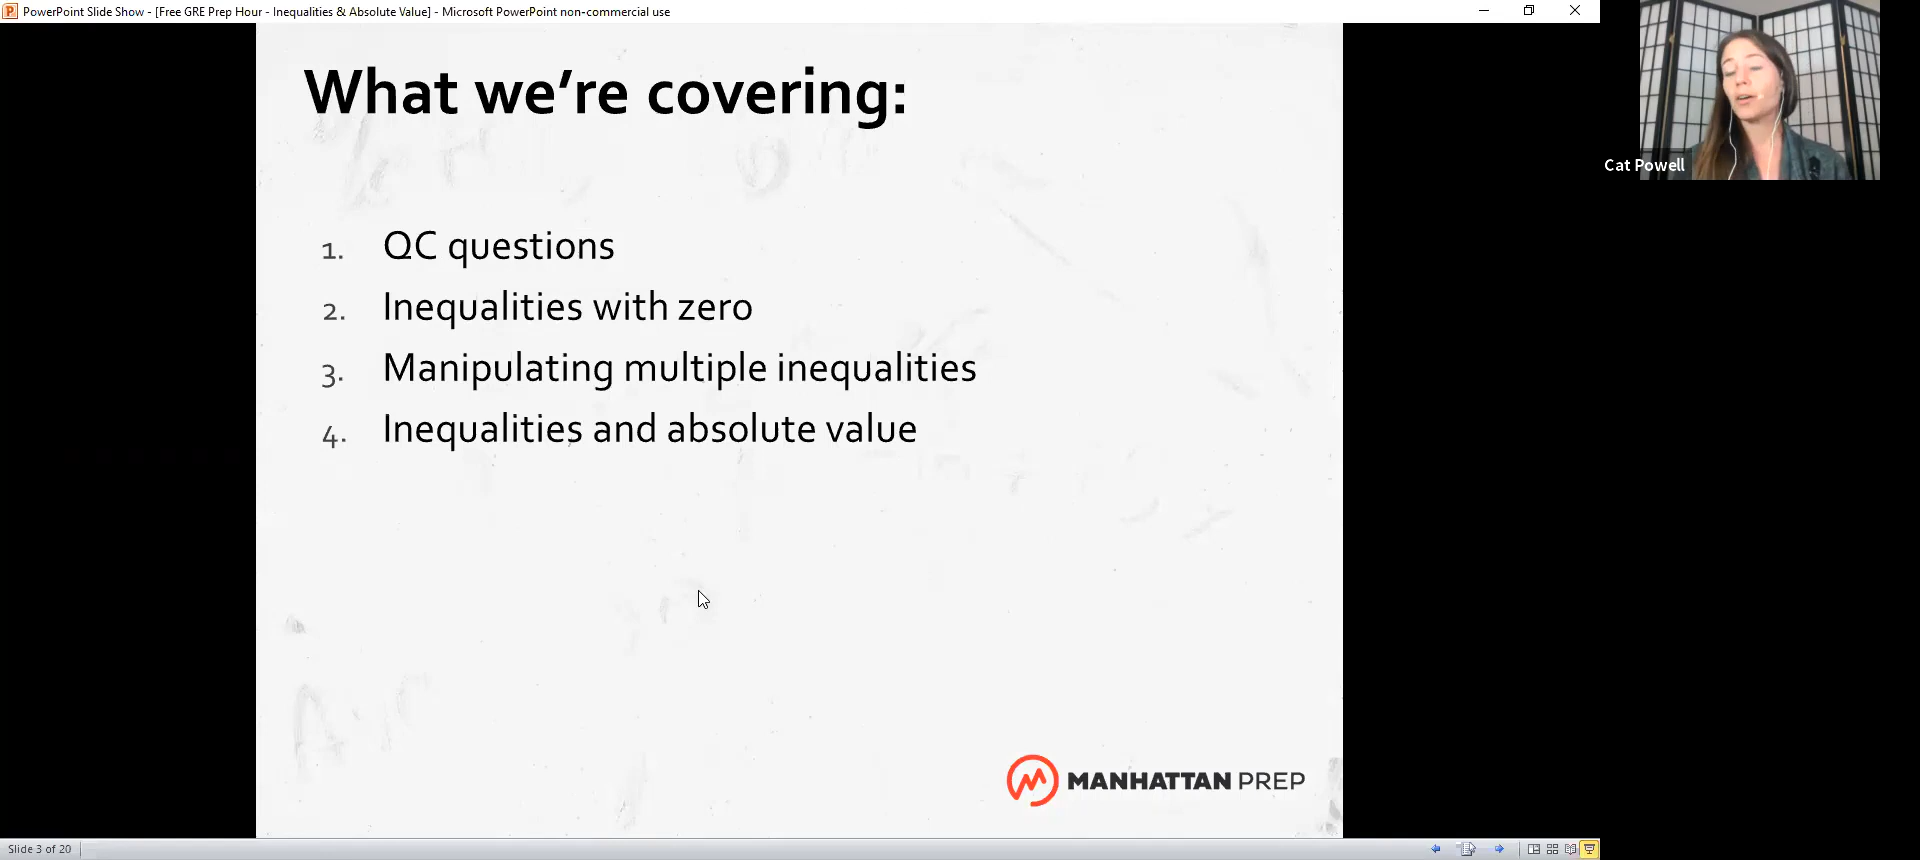 PowerPoint Slide Show - [Free GRE Prep Hour - Inequalities & Absolute Value] - Microsoft PowerPoint non-commercial use
What we're covering:
1. QC questions
2. Inequalities with zero
3. Manipulating multiple inequalities
4. Inequalities and absolute value
MANHATTAN PREP
Cat Powell
Slide 3 of 20